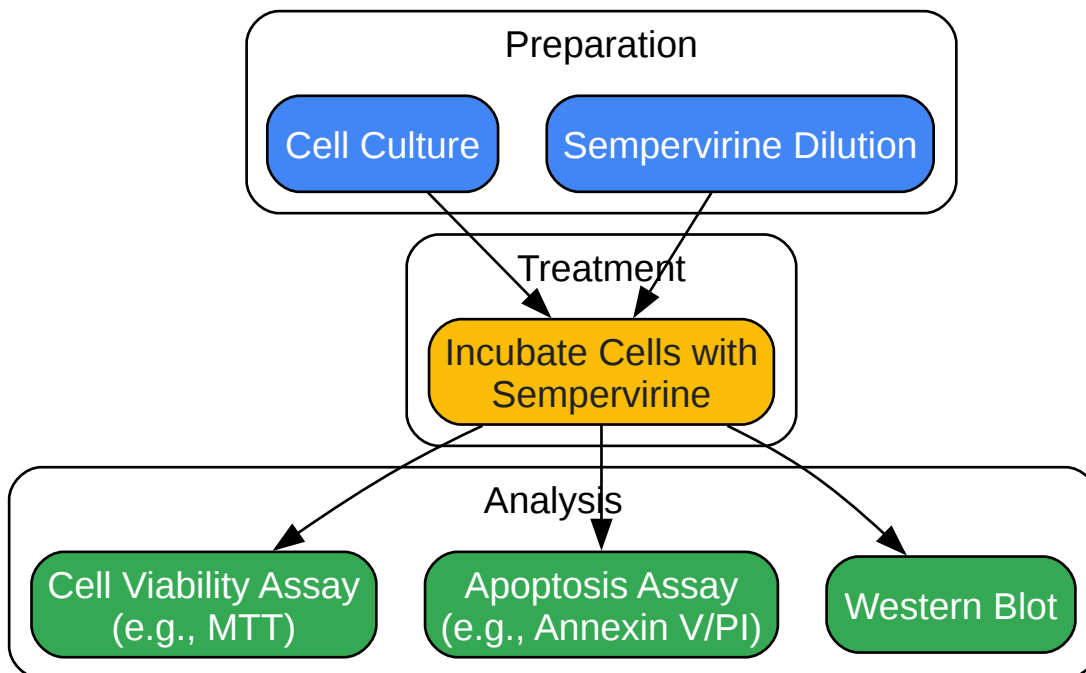 Preparation
Cell Culture
Sempervirine Dilution
Treatment
Incubate Cells with
Sempervirine
Analysis
Cell Viability Assay
(e.g., MTT)
Apoptosis Assay
(e.g., Annexin V/PI)
Western Blot